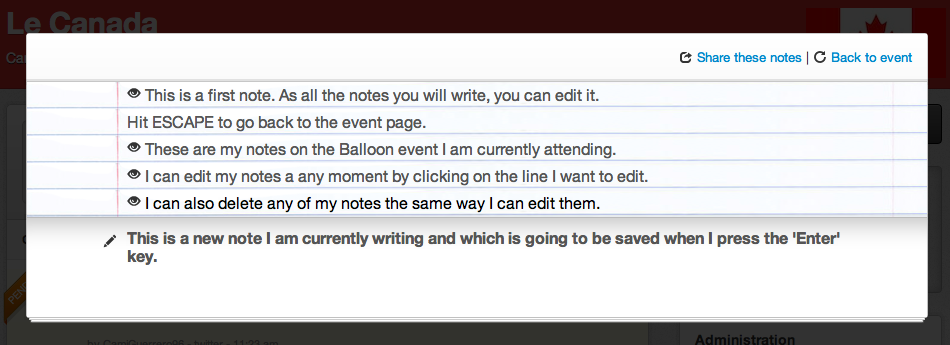 Le Canada
Share these notes | Back to event
This is a first note. As all the notes you will write, you can edit it.
Hit ESCAPE to go back to the event page.
These are my notes on the Balloon event I am currently attending.
I can edit my notes a any moment by clicking on the line I want to edit.
I can also delete any of my notes the same way I can edit them.
This is a new note I am currently writing and which is going to be saved when I press the 'Enter'
key.
Administration